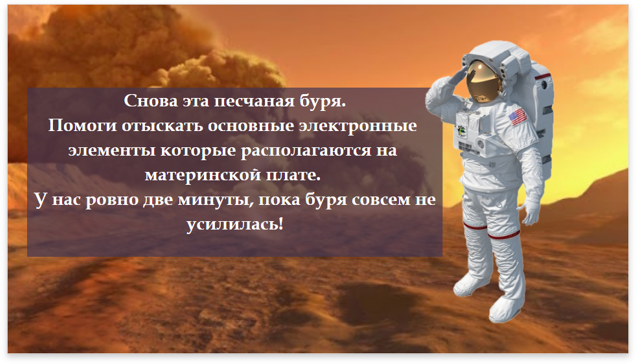 Снова эта песчаная буря.
Помоги отыскать основные электронные
элементы которые располагаются на
материнской плате.
У нас ровно две минуты, пока буря совсем не
усилилась!